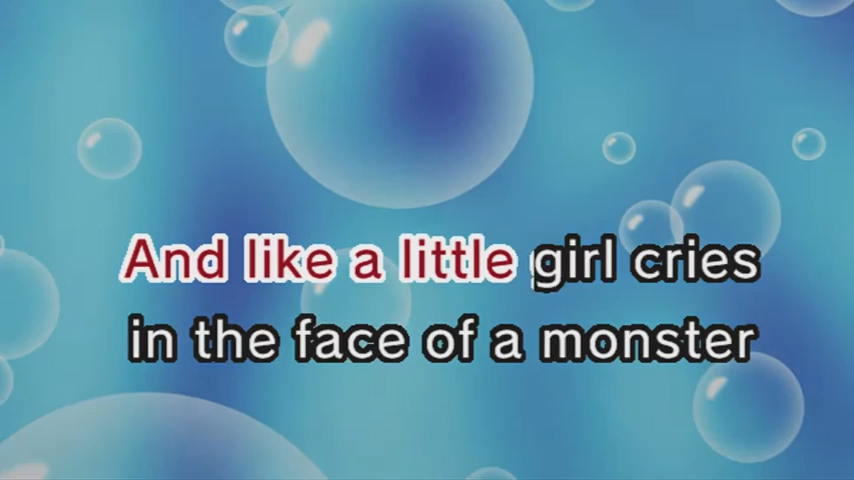 And like a little girl cries
in the face of a monster